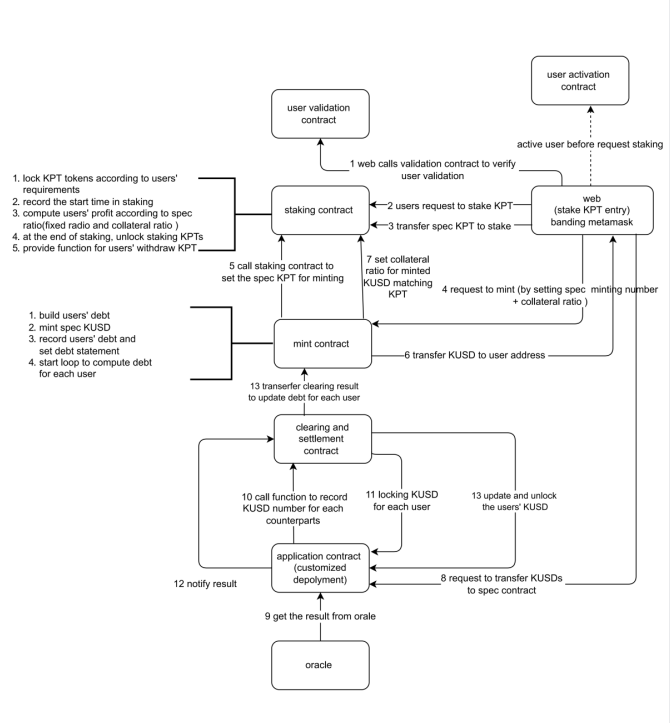 user activation
contract
user validation
contract
active user before request staking
1 web calls validation contract to verify
user validation
1. lock KPT tokens according to users'
requirements
2. record the start time in staking
3. compute users' profit according to spec
ratio(fixed radio and collateral ratio )
4. at the end of staking, unlock staking KPTs
5. provide function for users' withdraw KPT
staking contract
2 users request to stake KPT
3 transfer spec KPT to stake
web
(stake KPT entry)
banding metamask
5 call staking contract to
set the spec KPT for minting
7 set collateral
ratio for minted
KUSD matching
KPT
4 request to mint (by setting spec minting number
+ collateral ratio )
1. build users' debt
2. mint spec KUSD
3. record users' debt and
set debt statement
4. start loop to compute debt
for each user
mint contract
6 transfer KUSD to user address
13 transerfer clearing result
to update debt for each user
clearing and
settlement
contract
10 call function to record
KUSD number for each
counterparts
11 locking KUSD
for each user
13 update and unlock
the users' KUSD
application contract
(customized
depolyment)
12 notify result
8 request to transfer KUSDs
to spec contract
9 get the result from orale
oracle